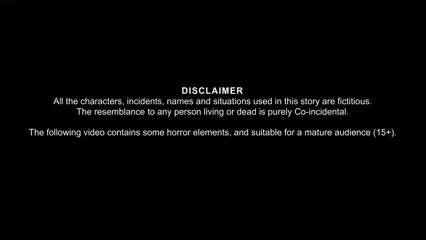 DISCLAIMER
All the characters, incidents, names and situations used in this story are fictitious.
The resemblance to any person living or dead is purely Co-incidental.
The following video contains some horror elements, and suitable for a mature audience (15+).